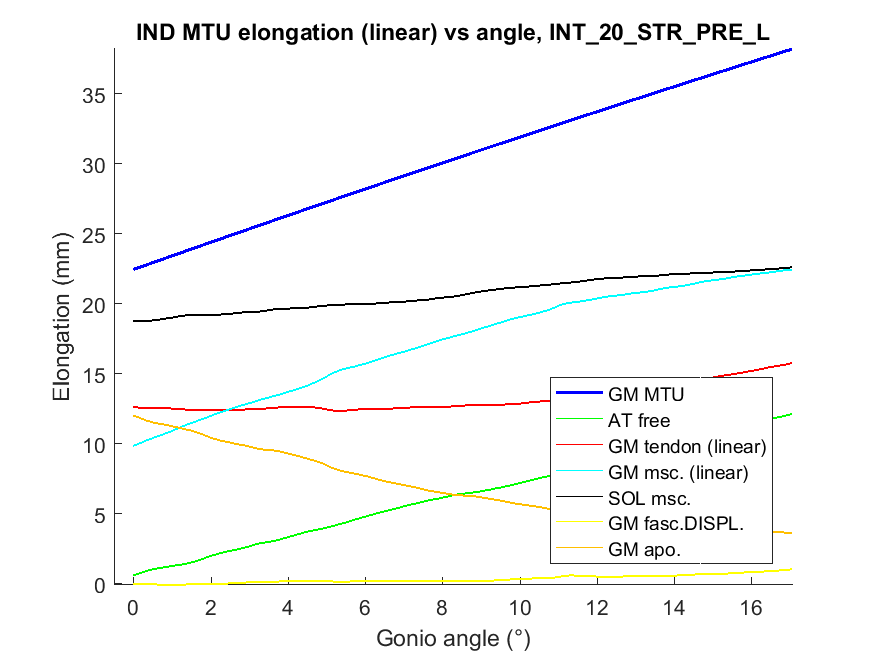 IND MTU elongation (linear) vs angle, INT_20_STR_PRE_L
Elongation (mm)
35
30
25
20
15
10
5
0
GM MTU
AT free
GM tendon (linear)
GM msc. (linear)
SOL msc.
GM fasc.DISPL.
GM apo.
0 2 4 6 8 10 12 14 16
Gonio angle (°)